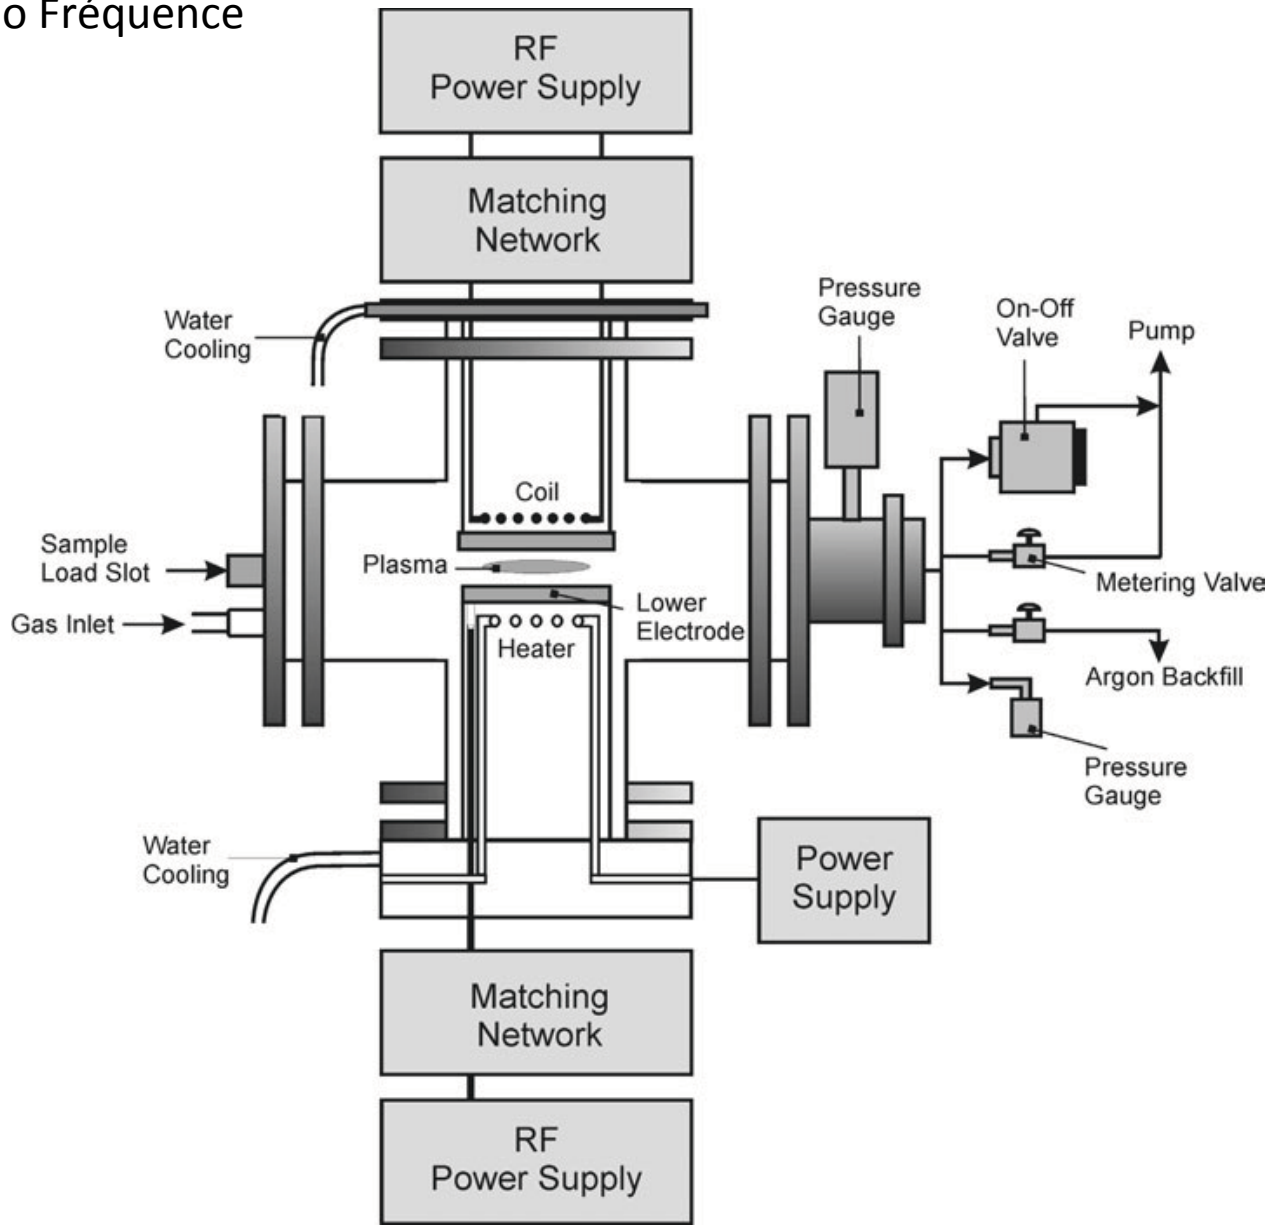 o Fréquence
RF
Power Supply
Matching
Network
Water
Cooling
Pressure
Gauge
On-Off
Valve
Pump
Coil
Sample
Load Slot
Plasma
Metering Valve
Gas Inlet
Lower
Electrode
Heater
Argon Backfill
Pressure
Gauge
Water
Cooling
Power
Supply
Matching
Network
RF
Power Supply